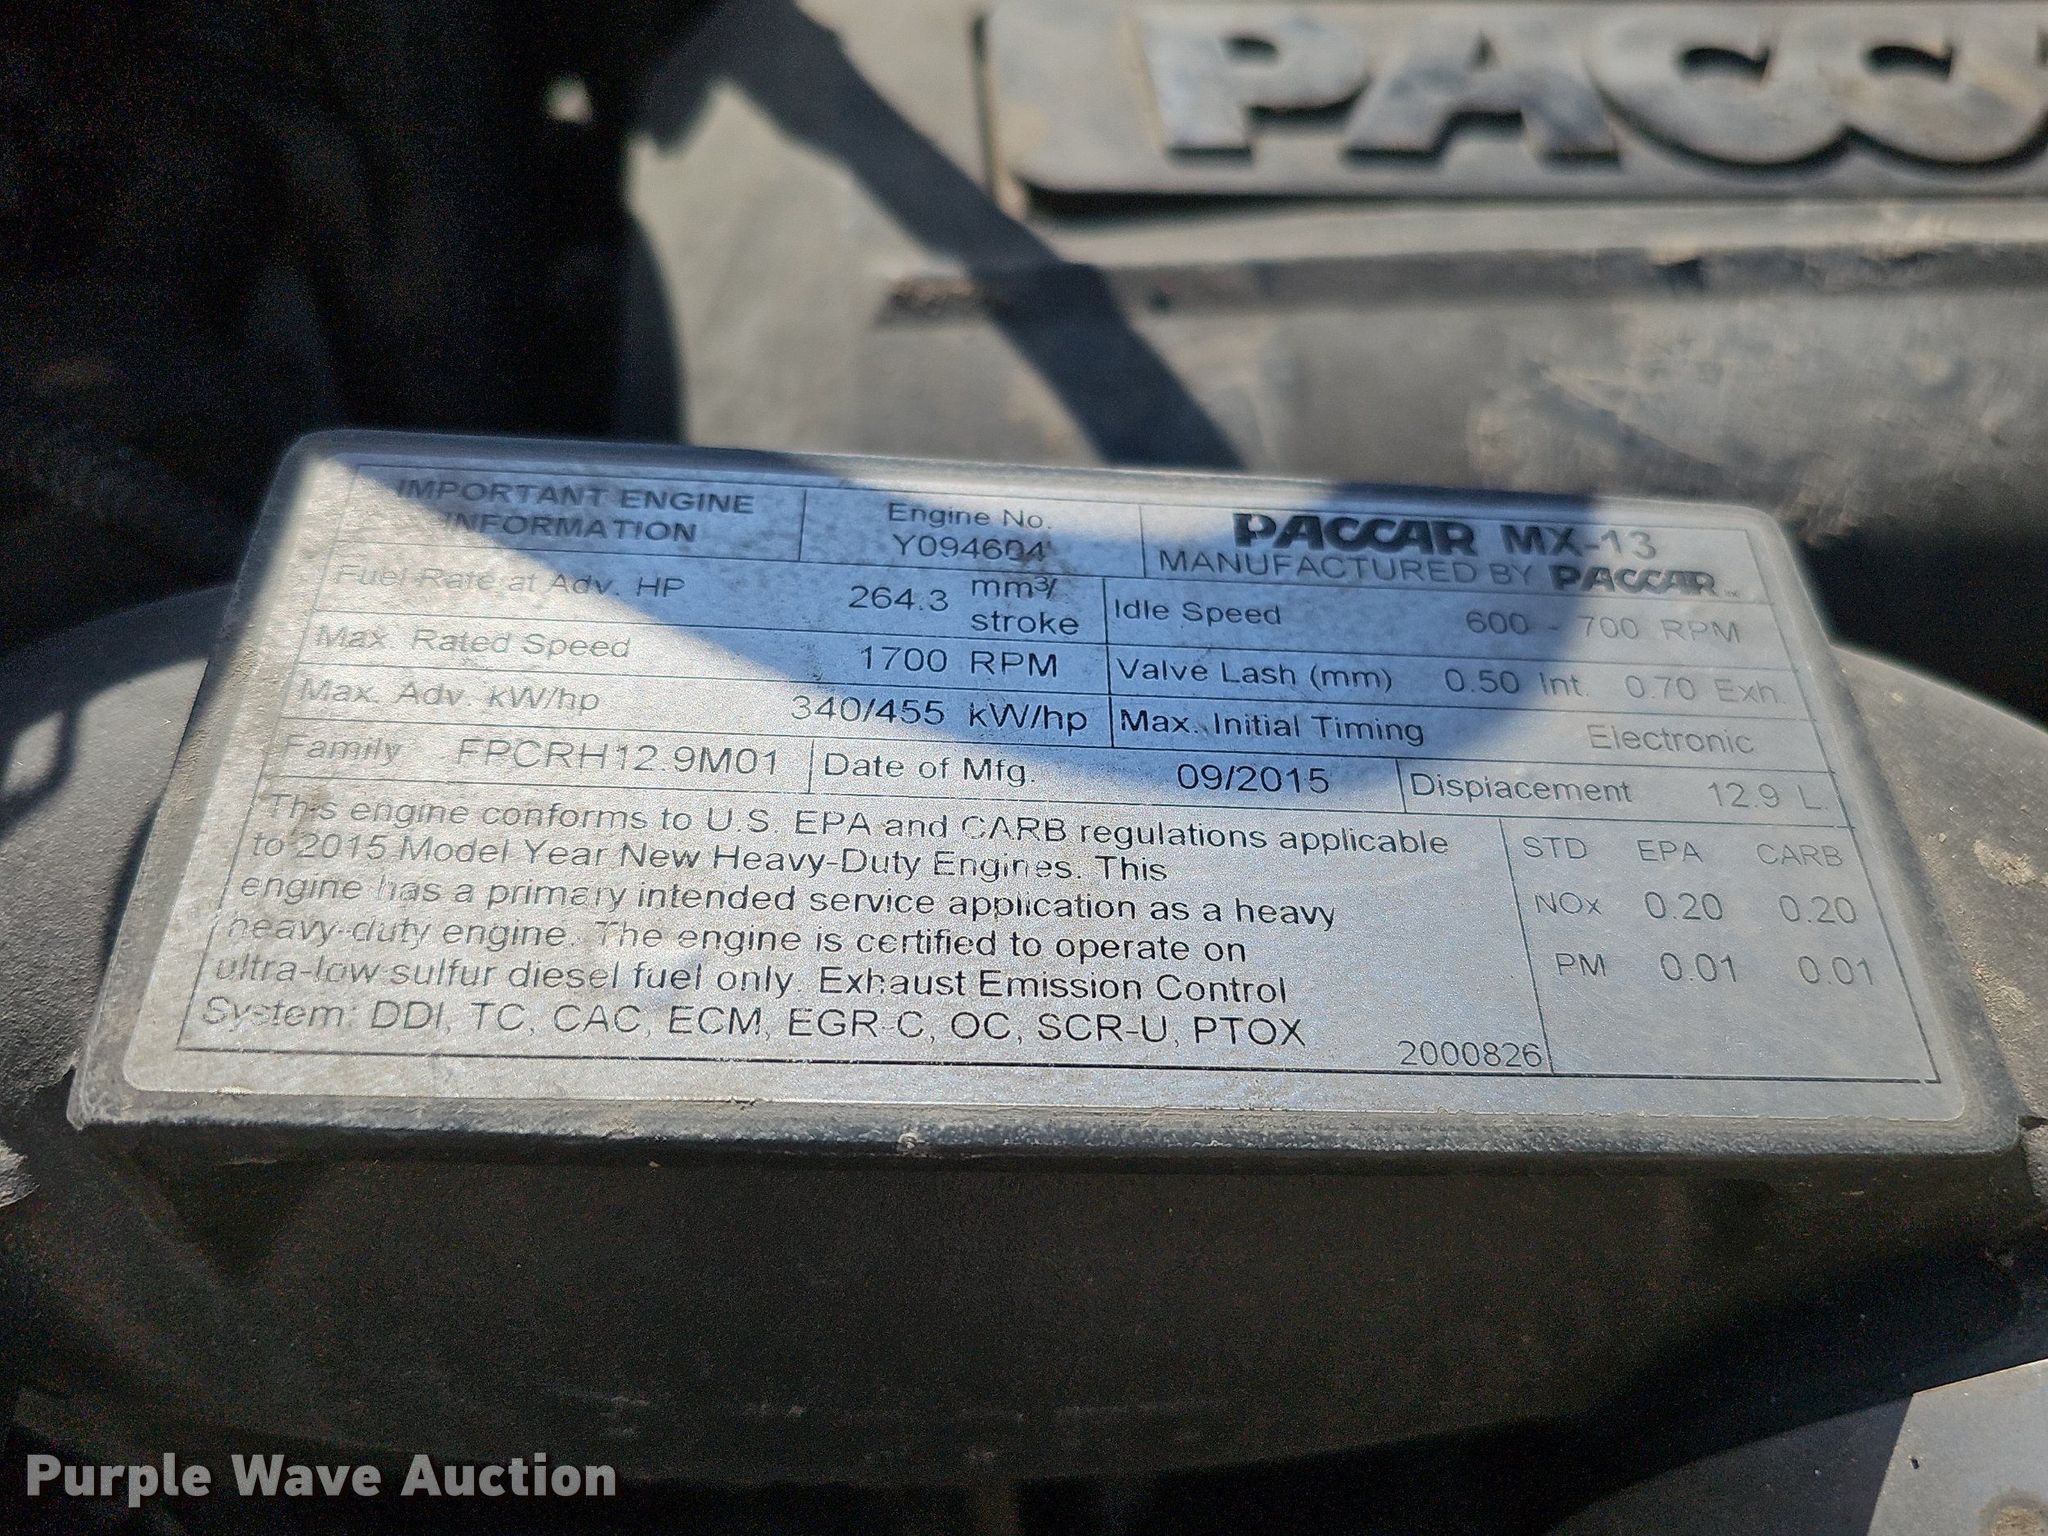 PACC
IMPORTANT ENGINE
INFORMATION
Engine No.
Y094604
PACCAR MX-13
MANUFACTURED BY PACCAR
Fuel Rate at Adv. HP 264.3 mm3/
stroke
Idle Speed 600 - 700 RPM
Max. Rated Speed 1700 RPM
Valve Lash (mm) 0.50 Int. 0.70 Exh.
Max. Adv. kW/hp 340/455 kW/hp
Max. Initial Timing Electronic
Family FPCRH12.9M01
Date of Mfg. 09/2015
Displacement 12.9 L.
This engine conforms to U.S. EPA and CARB regulations applicable
to 2015 Model Year New Heavy-Duty Engines. This
engine has a primary intended service application as a heavy
heavy-duty engine. The engine is certified to operate on
ultra-low sulfur diesel fuel only. Exhaust Emission Control
System: DDI, TC, CAC, ECM, EGR-C, OC, SCR-U, PTOX
STD EPA CARB
NOx 0.20 0.20
PM 0.01 0.01
2000826
Purple Wave Auction